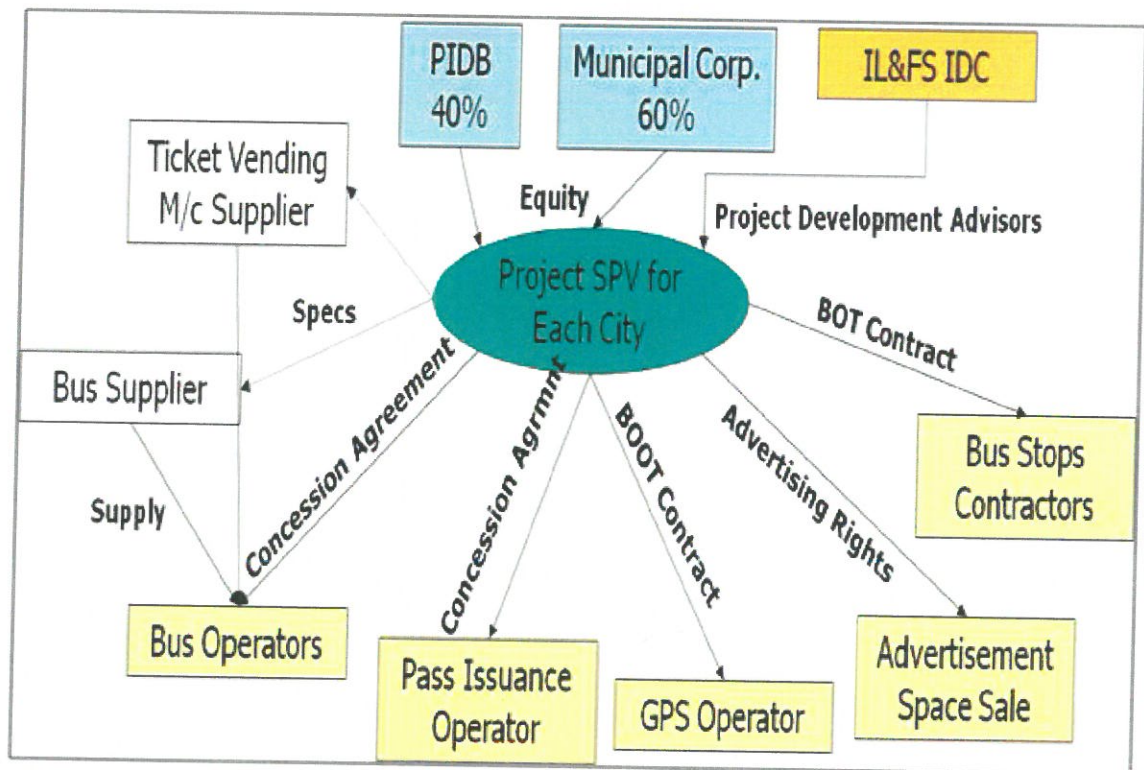 PIDB
40%
Municipal Corp.
60%
IL&FS IDC
Ticket Vending
M/c Supplier
Equity
Project Development Advisors
Project SPV for
Each City
Specs
BOT Contract
Bus Supplier
Supply
Concession Agreement
Concession Agrmnt
BOOT Contract
Advertising Rights
Bus Stops
Contractors
Bus Operators
Pass Issuance
Operator
GPS Operator
Advertisement
Space Sale